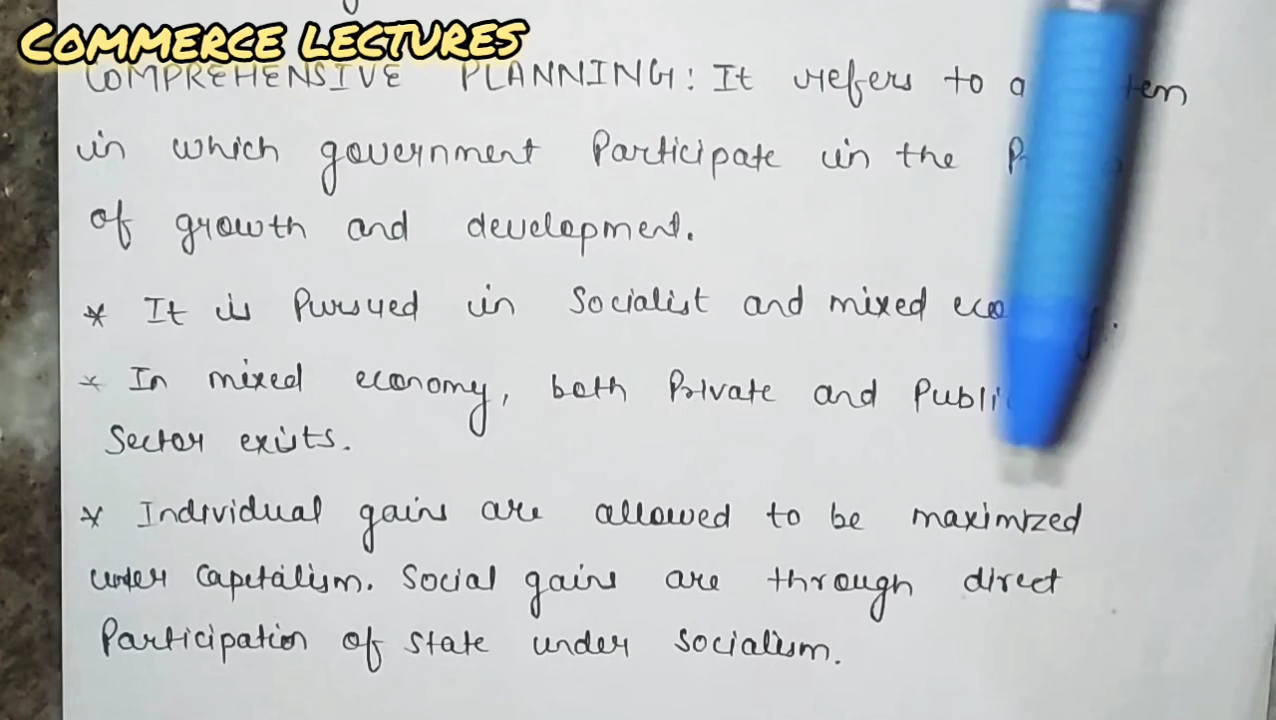 COMMERCE LECTURES
COMPREHENSIVE PLANNING: It refers to a
in which government Participate in the
of growth and development.
* It is Pursued in Socialist and mixed
* In mixed economy, both Private and
Sector exists.
* Individual gains are allowed to be maximized
under Capitalism. Social gains are through direct
Participation of state under socialism.